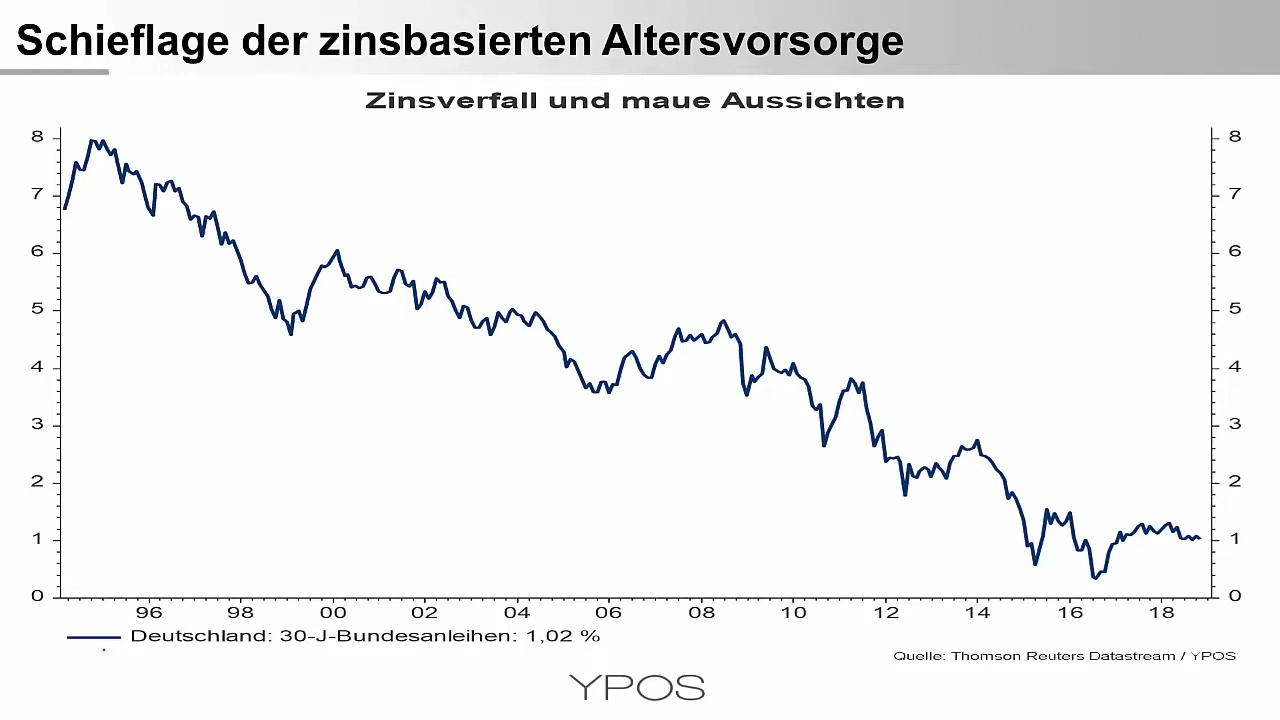 Schieflage der zinsbasierten Altersvorsorge
Zinsverfall und maue Aussichten
8 8
7 7
6 6
5 5
4 4
3 3
2 2
1 1
0 0
96 98 00 02 04 06 08 10 12 14 16 18
Deutschland: 30-J-Bundesanleihen: 1,02 %
Quelle: Thomson Reuters Datastream / YPOS
YPOS